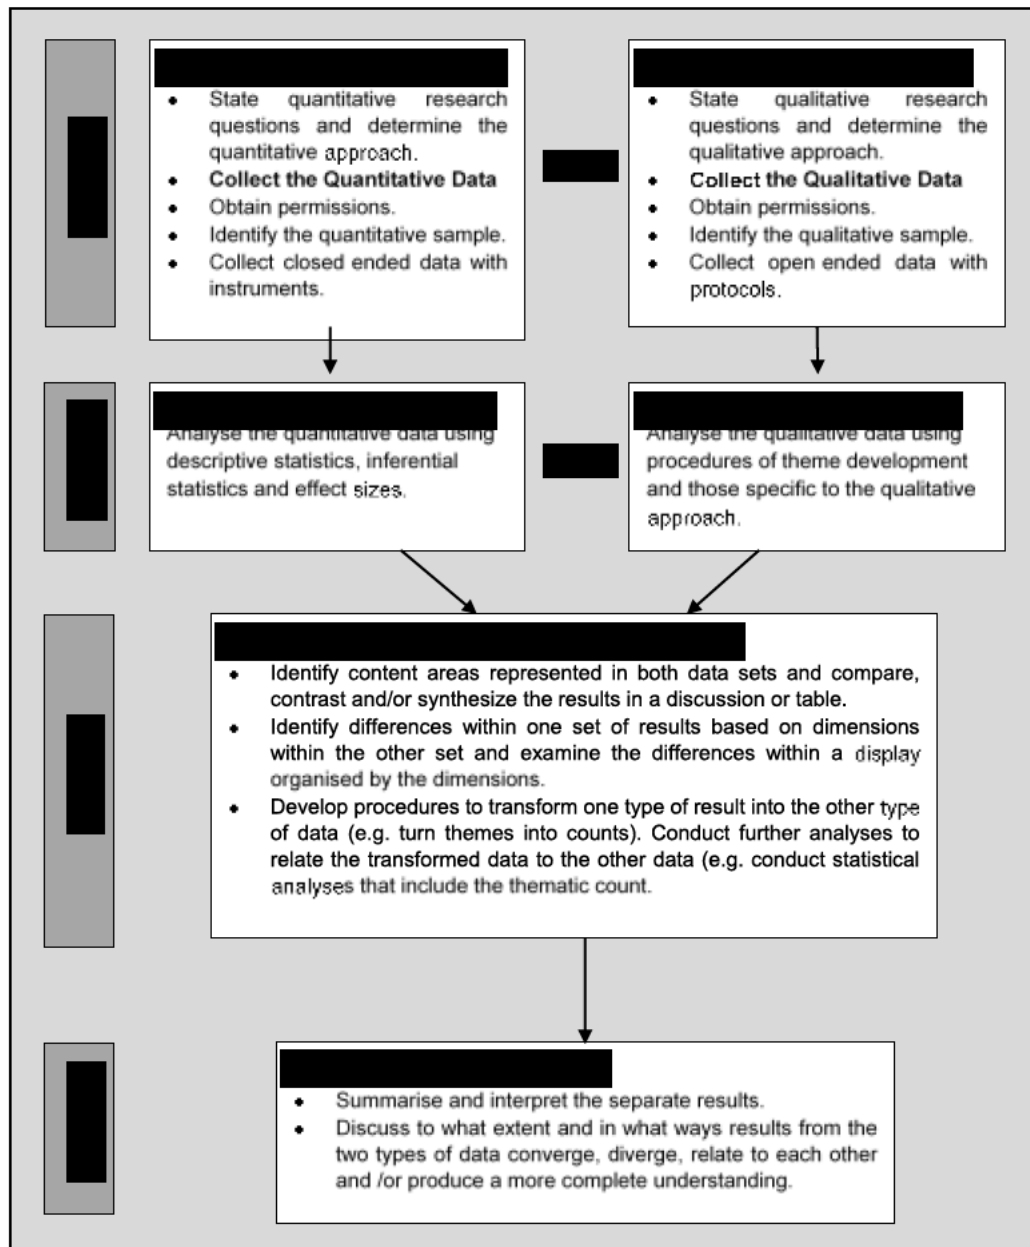 • State quantitative research
questions and determine the
quantitative approach.
• Collect the Quantitative Data
• Obtain permissions.
• Identify the quantitative sample.
• Collect closed ended data with
instruments.
• State qualitative research
questions and determine the
qualitative approach.
• Collect the Qualitative Data
• Obtain permissions.
• Identify the qualitative sample.
• Collect open ended data with
protocols.
Analyse the quantitative data using
descriptive statistics, inferential
statistics and effect sizes.
Analyse the qualitative data using
procedures of theme development
and those specific to the qualitative
approach.
• Identify content areas represented in both data sets and compare,
contrast and/or synthesize the results in a discussion or table.
• Identify differences within one set of results based on dimensions
within the other set and examine the differences within a display
organised by the dimensions.
• Develop procedures to transform one type of result into the other type
of data (e.g. turn themes into counts). Conduct further analyses to
relate the transformed data to the other data (e.g. conduct statistical
analyses that include the thematic count.
• Summarise and interpret the separate results.
• Discuss to what extent and in what ways results from the
two types of data converge, diverge, relate to each other
and /or produce a more complete understanding.